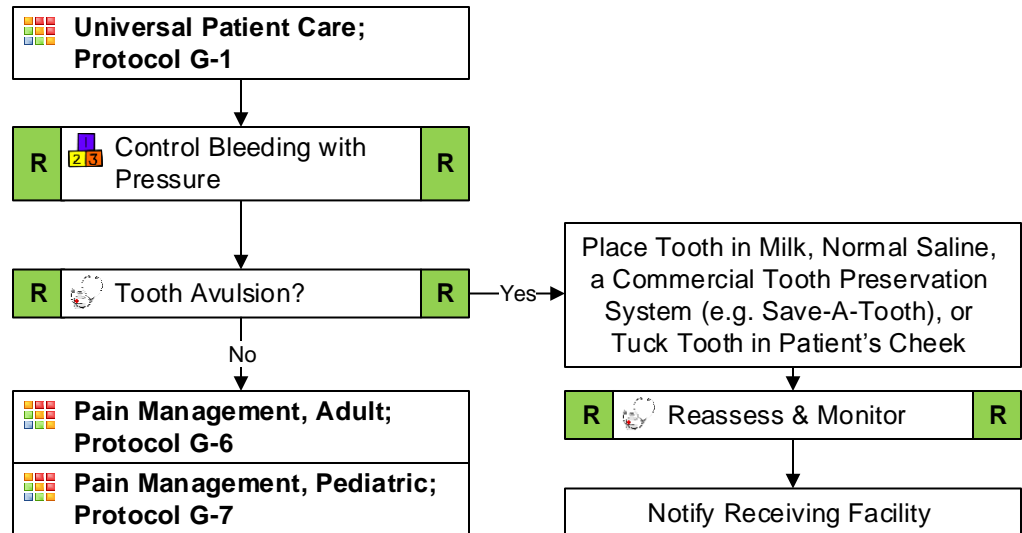 Universal Patient Care;
Protocol G-1
R
1
2 3
Control Bleeding with
Pressure
R
R
Tooth Avulsion?
R
Yes
Place Tooth in Milk, Normal Saline,
a Commercial Tooth Preservation
System (e.g. Save-A-Tooth), or
Tuck Tooth in Patient's Cheek
No
Pain Management, Adult;
Protocol G-6
Pain Management, Pediatric;
Protocol G-7
R
Reassess & Monitor
R
Notify Receiving Facility